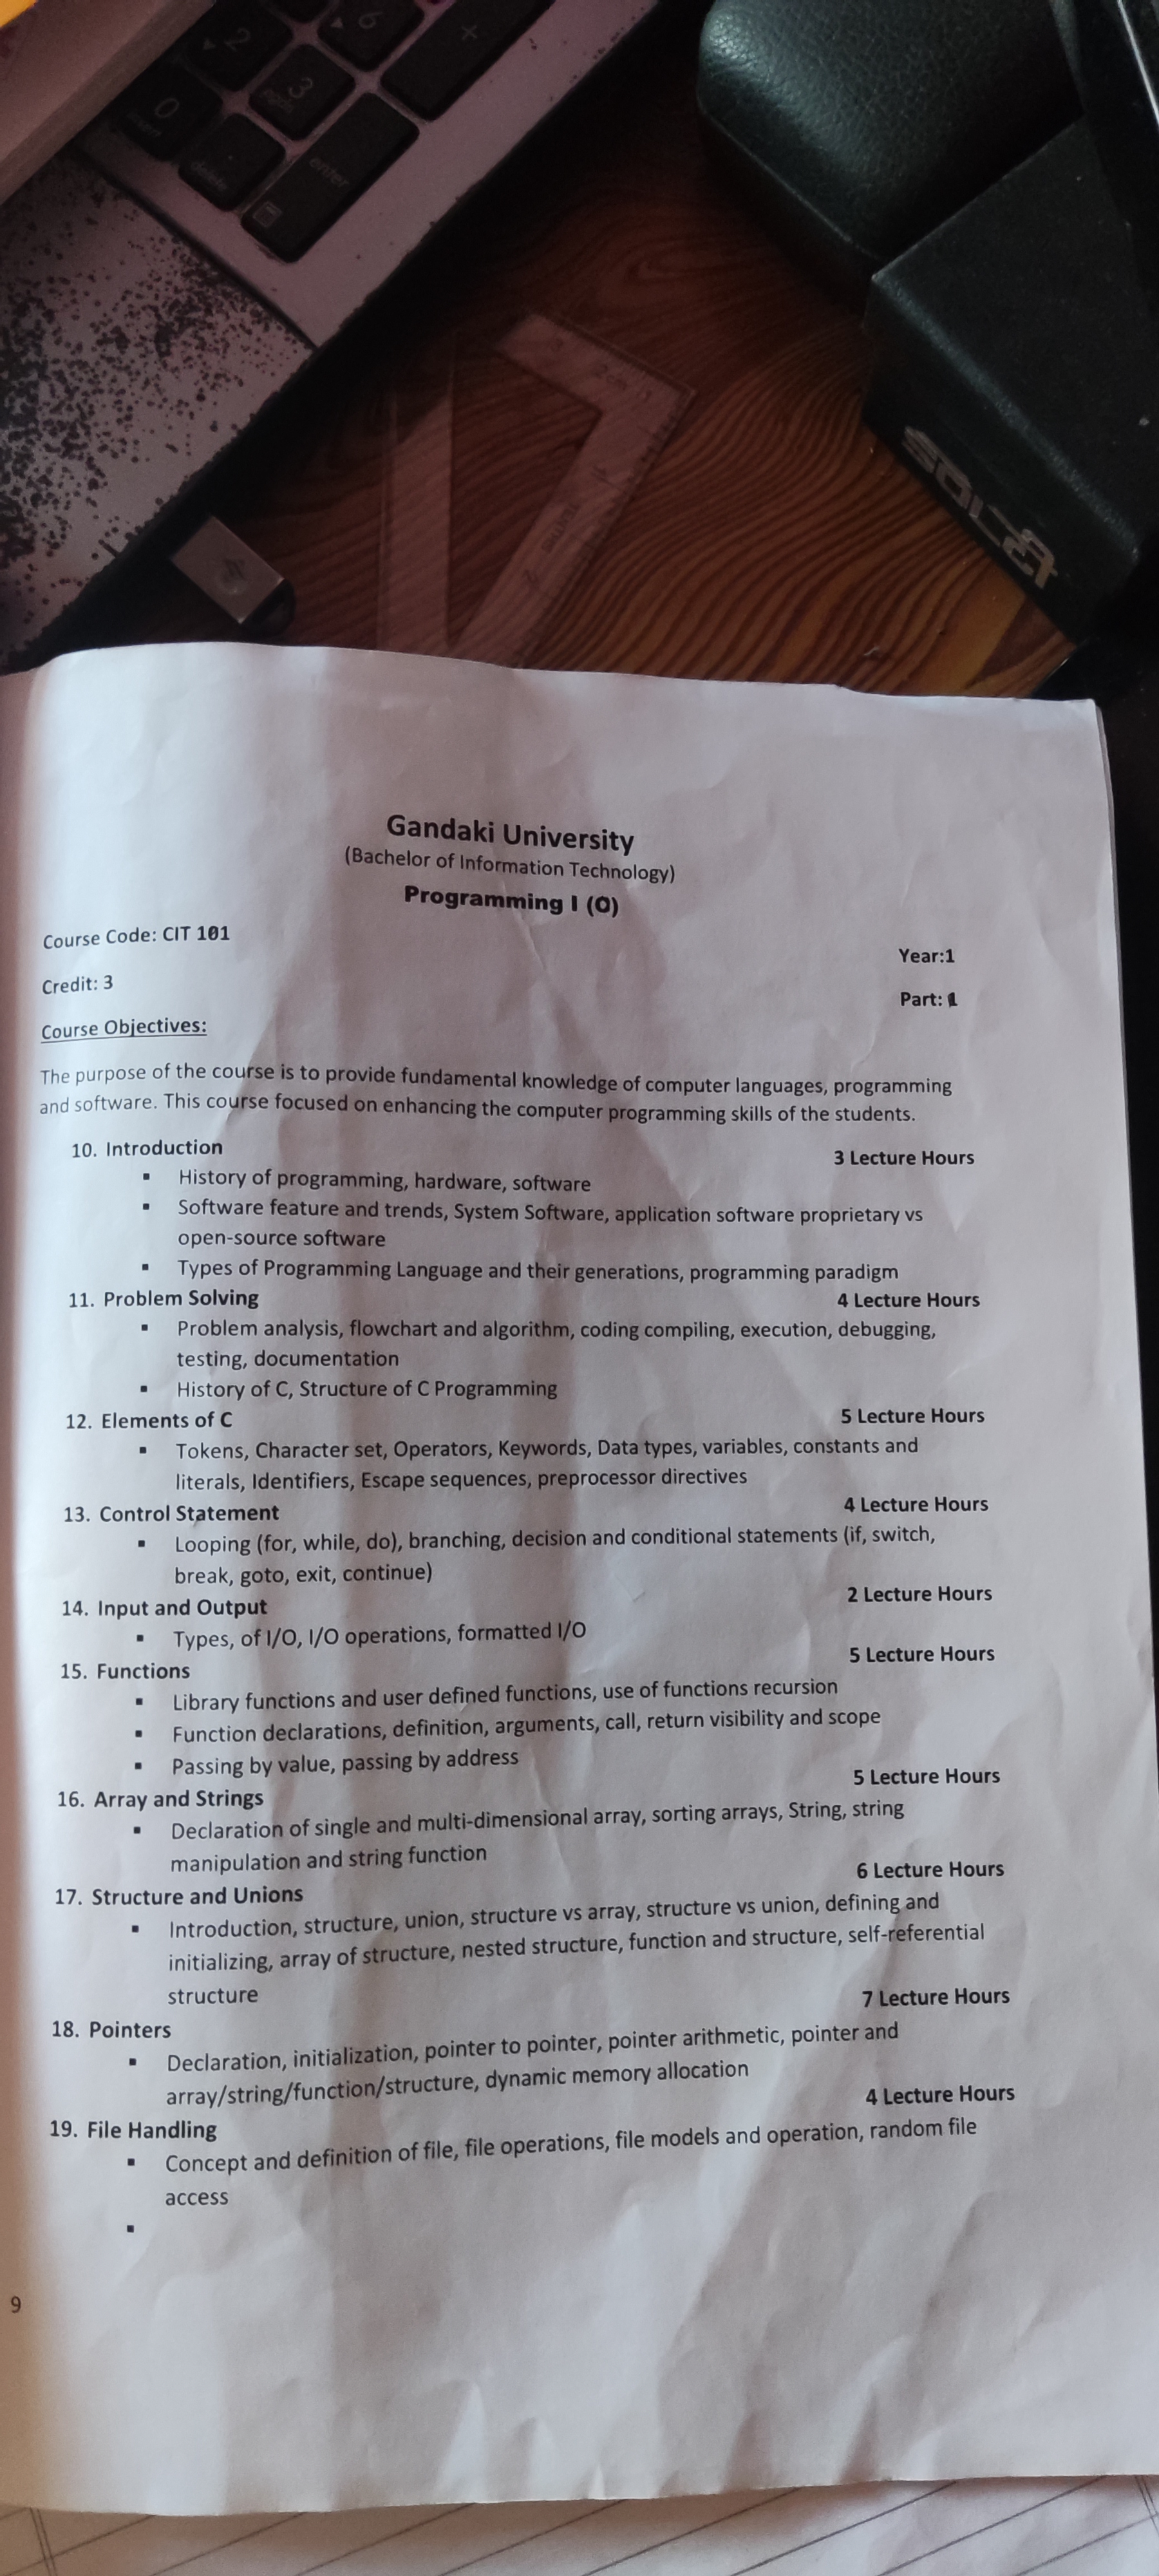 2
6
+
0
insert
3
pgdn
.
delete
enter
2 cm
Gandaki University
(Bachelor of Information Technology)
Programming I (O)
Course Code: CIT 101
Year:1
Credit: 3
Part: 1
Course Objectives:
The purpose of the course is to provide fundamental knowledge of computer languages, programming
and software. This course focused on enhancing the computer programming skills of the students.
10. Introduction 3 Lecture Hours
▪ History of programming, hardware, software
▪ Software feature and trends, System Software, application software proprietary vs
open-source software
▪ Types of Programming Language and their generations, programming paradigm
11. Problem Solving 4 Lecture Hours
▪ Problem analysis, flowchart and algorithm, coding compiling, execution, debugging,
testing, documentation
▪ History of C, Structure of C Programming
12. Elements of C 5 Lecture Hours
▪ Tokens, Character set, Operators, Keywords, Data types, variables, constants and
literals, Identifiers, Escape sequences, preprocessor directives
13. Control Statement 4 Lecture Hours
▪ Looping (for, while, do), branching, decision and conditional statements (if, switch,
break, goto, exit, continue)
14. Input and Output 2 Lecture Hours
▪ Types, of I/O, I/O operations, formatted I/O
15. Functions 5 Lecture Hours
▪ Library functions and user defined functions, use of functions recursion
▪ Function declarations, definition, arguments, call, return visibility and scope
▪ Passing by value, passing by address
16. Array and Strings 5 Lecture Hours
▪ Declaration of single and multi-dimensional array, sorting arrays, String, string
manipulation and string function
17. Structure and Unions 6 Lecture Hours
▪ Introduction, structure, union, structure vs array, structure vs union, defining and
initializing, array of structure, nested structure, function and structure, self-referential
structure
18. Pointers 7 Lecture Hours
▪ Declaration, initialization, pointer to pointer, pointer arithmetic, pointer and
array/string/function/structure, dynamic memory allocation
19. File Handling 4 Lecture Hours
▪ Concept and definition of file, file operations, file models and operation, random file
access
▪
9